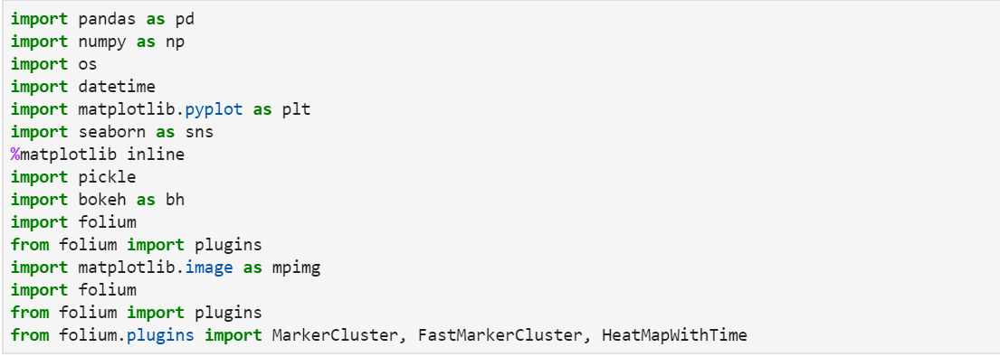 import pandas as pd
import numpy as np
import os
import datetime
import matplotlib.pyplot as plt
import seaborn as sns
%matplotlib inline
import pickle
import bokeh as bh
import folium
from folium import plugins
import matplotlib.image as mpimg
import folium
from folium import plugins
from folium.plugins import MarkerCluster, FastMarkerCluster, HeatMapWithTime